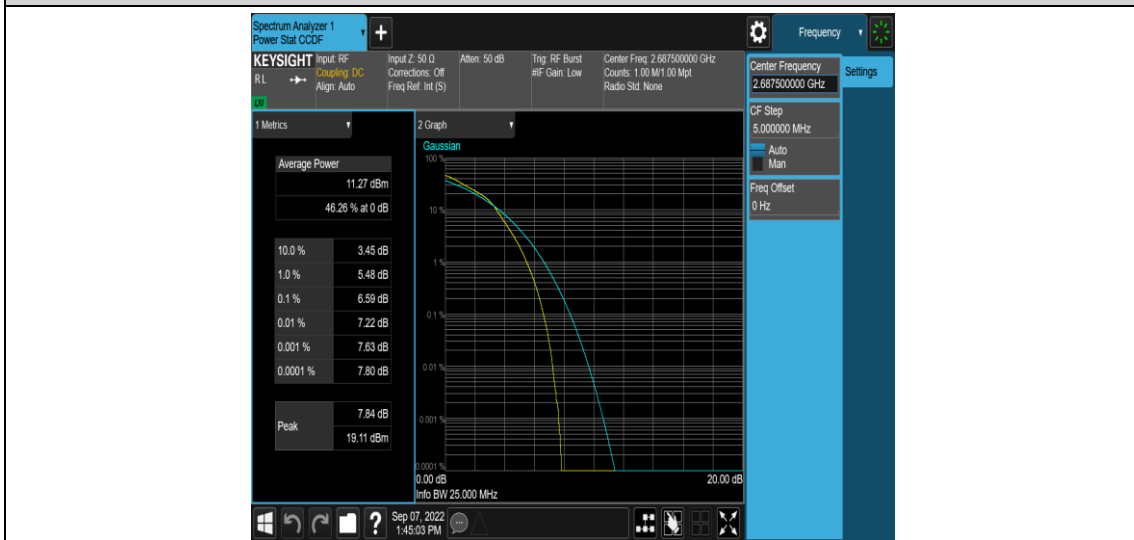 Spectrum Analyzer 1
Power Stat CCDF
+
Frequency
KEYSIGHT
RL
Input: RF
Coupling: DC
Align: Auto
Input Z: 50 Ω
Corrections: Off
Freq Ref: Int (S)
Atten: 50 dB
Trig: RF Burst
#IF Gain: Low
Center Freq: 2.687500000 GHz
Counts: 1.00 M/1.00 Mpt
Radio Std: None
Center Frequency
2.687500000 GHz
Settings
CF Step
5.000000 MHz
Auto
Man
Freq Offset
0 Hz
1 Metrics
Average Power
11.27 dBm
46.26 % at 0 dB
10.0 % 3.45 dB
1.0 % 5.48 dB
0.1 % 6.59 dB
0.01 % 7.22 dB
0.001 % 7.63 dB
0.0001 % 7.80 dB
Peak 7.84 dB
19.11 dBm
2 Graph
Gaussian
100 %
10 %
1 %
0.1 %
0.01 %
0.001 %
0.0001 %
0.00 dB 20.00 dB
Info BW 25.000 MHz
?
Sep 07, 2022
1:45:03 PM